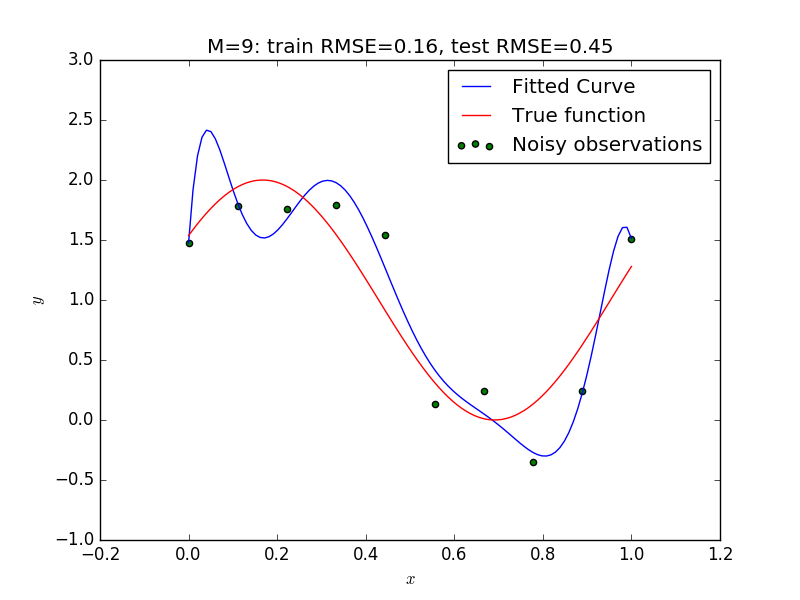 M=9: train RMSE=0.16, test RMSE=0.45
Fitted Curve
True function
Noisy observations
3.0
2.5
2.0
1.5
1.0
0.5
0.0
−0.5
−1.0
y
−0.2 0.0 0.2 0.4 0.6 0.8 1.0 1.2
x